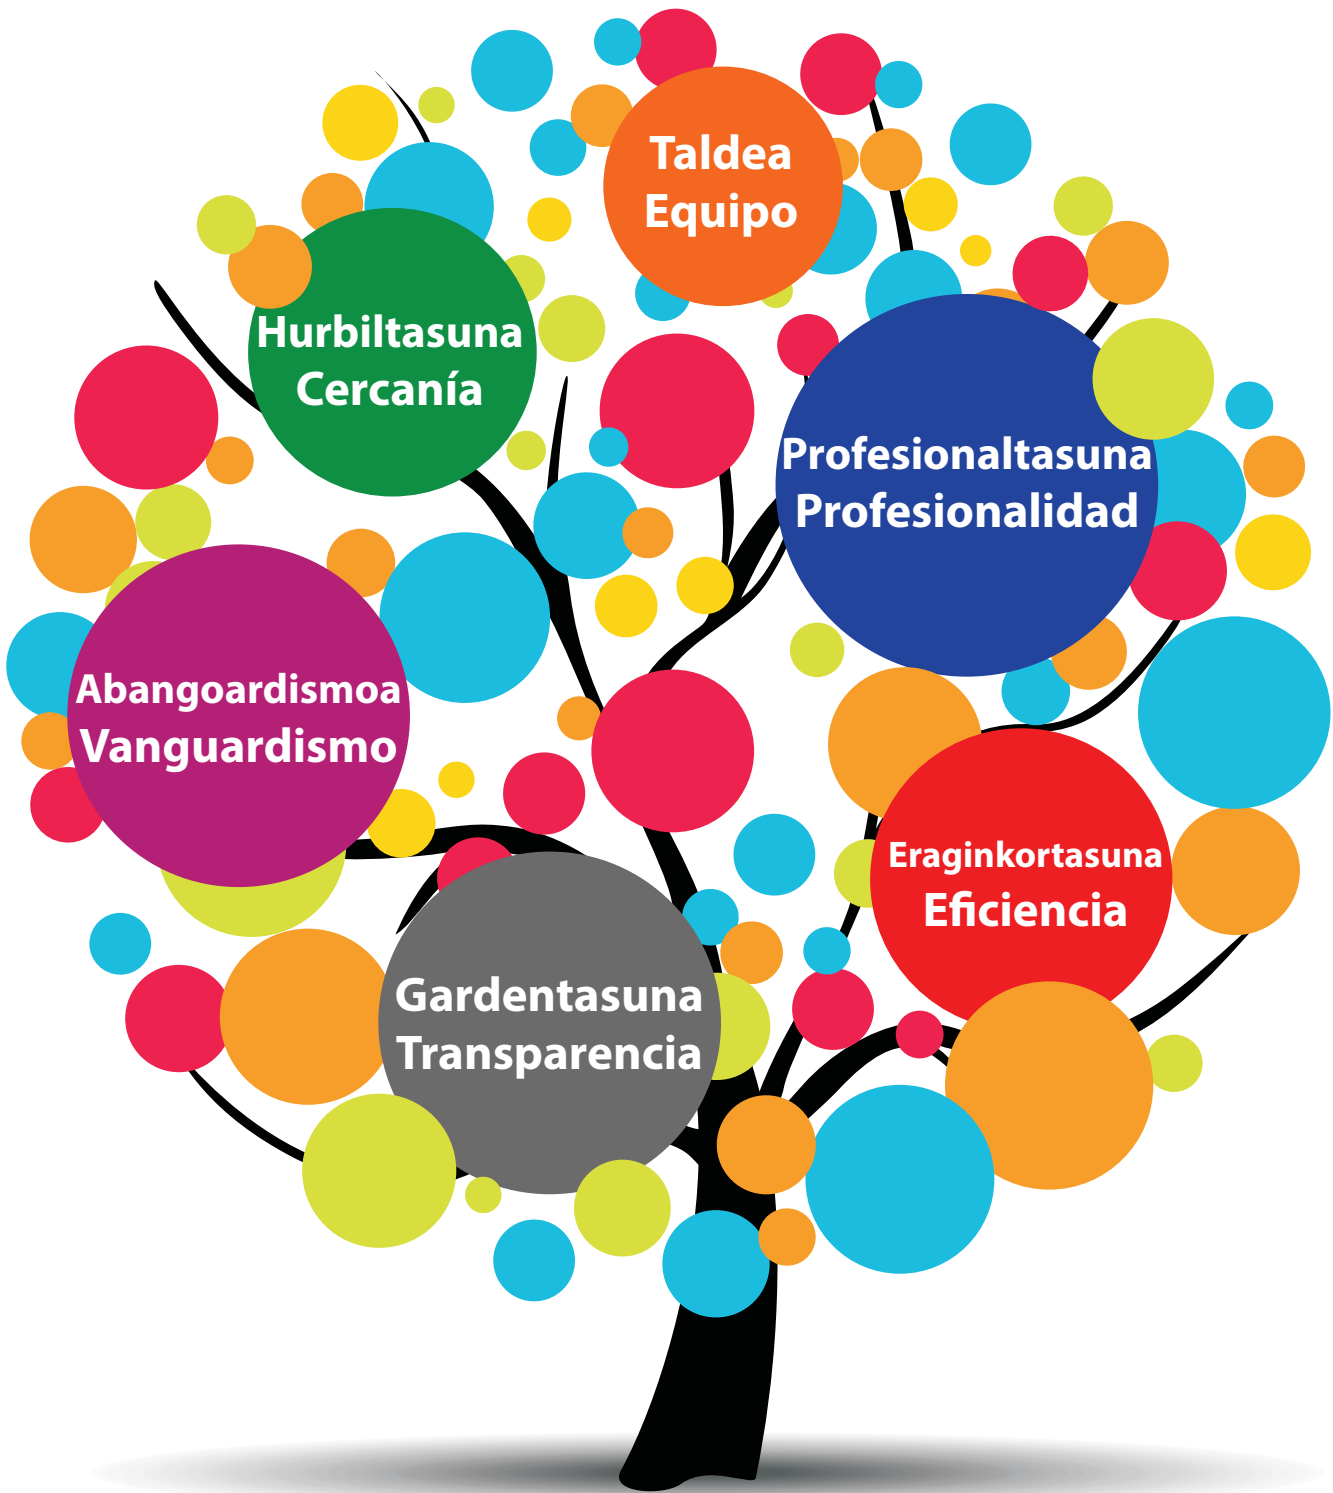 Taldea
Equipo
Hurbiltasuna
Cercanía
Profesionaltasuna
Profesionalidad
Abangoardismoa
Vanguardismo
Eraginkortasuna
Eficiencia
Gardentasuna
Transparencia